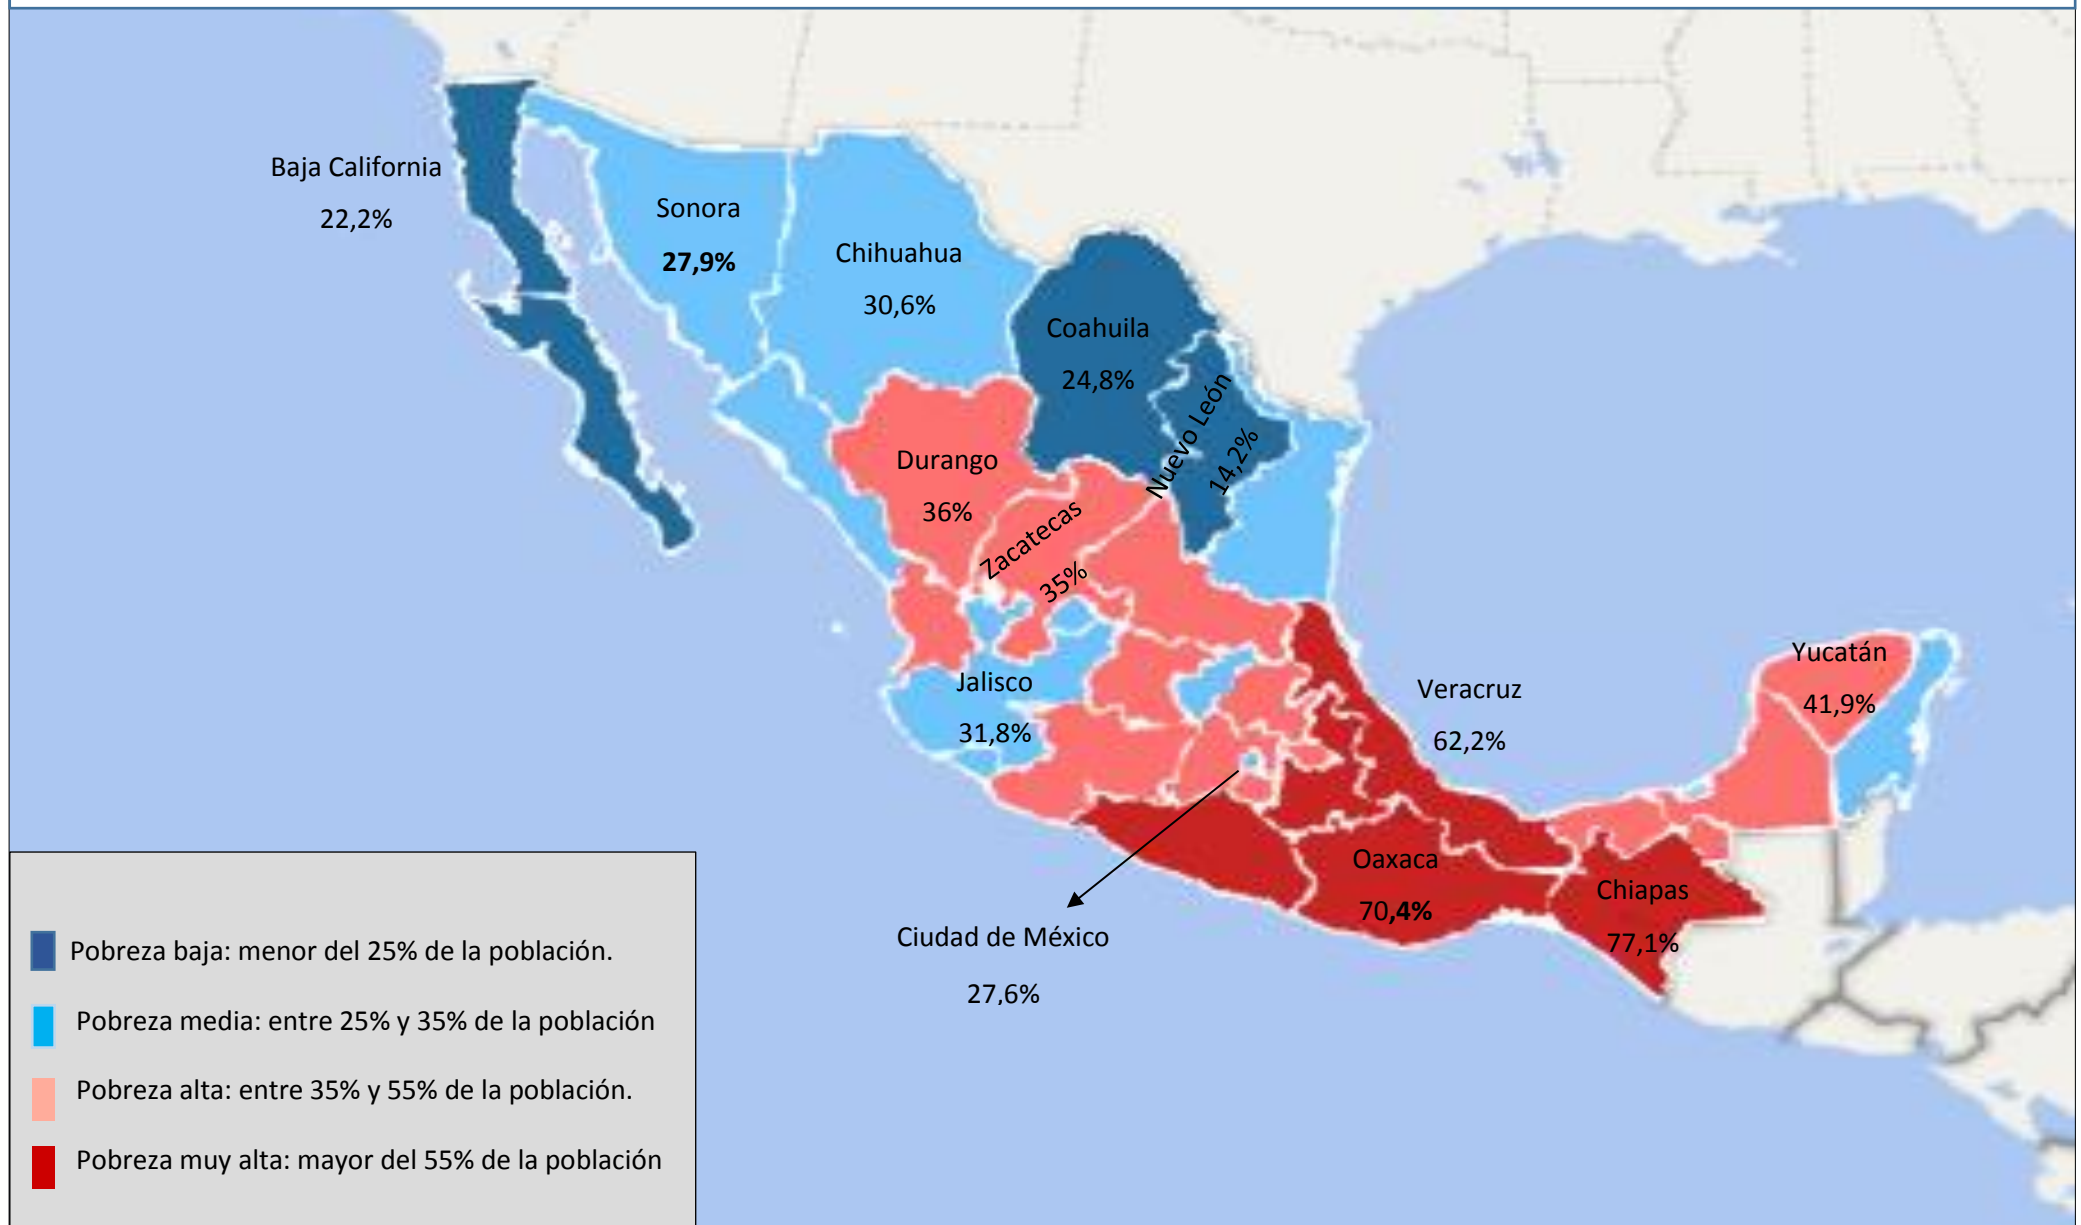 Baja California
22,2%
Sonora
27,9%
Chihuahua
30,6%
Coahuila
24,8%
Nuevo León
14,2%
Durango
36%
Zacatecas
35%
Jalisco
31,8%
Veracruz
62,2%
Yucatán
41,9%
Oaxaca
70,4%
Chiapas
77,1%
Ciudad de México
27,6%
Pobreza baja: menor del 25% de la población.
Pobreza media: entre 25% y 35% de la población
Pobreza alta: entre 35% y 55% de la población.
Pobreza muy alta: mayor del 55% de la población